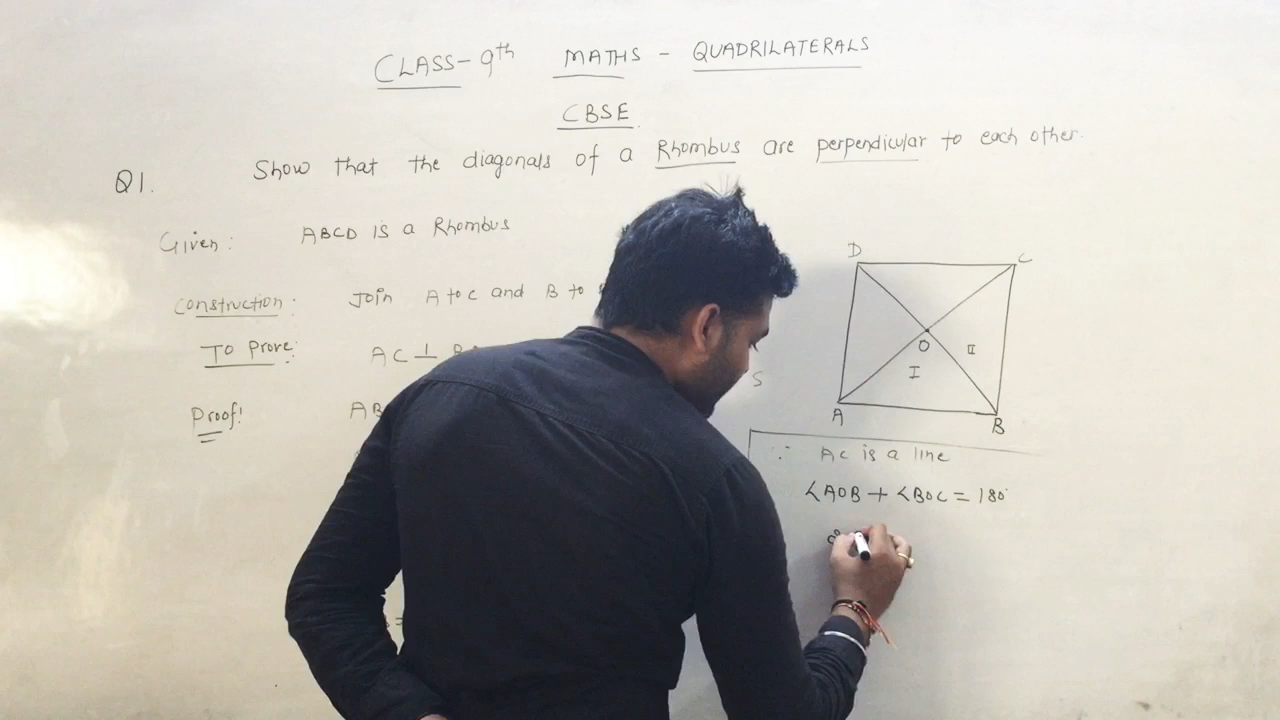 CLASS-9th MATHS - QUADRILATERALS
CBSE
Q1. Show that the diagonals of a Rhombus are perpendicular to each other.
Given: ABCD is a Rhombus
Construction: Join A to C and B to
To Prove: AC ⊥
Proof!
D C
O II
I
A B
∵ AC is a line
∠AOB + ∠BOC = 180°